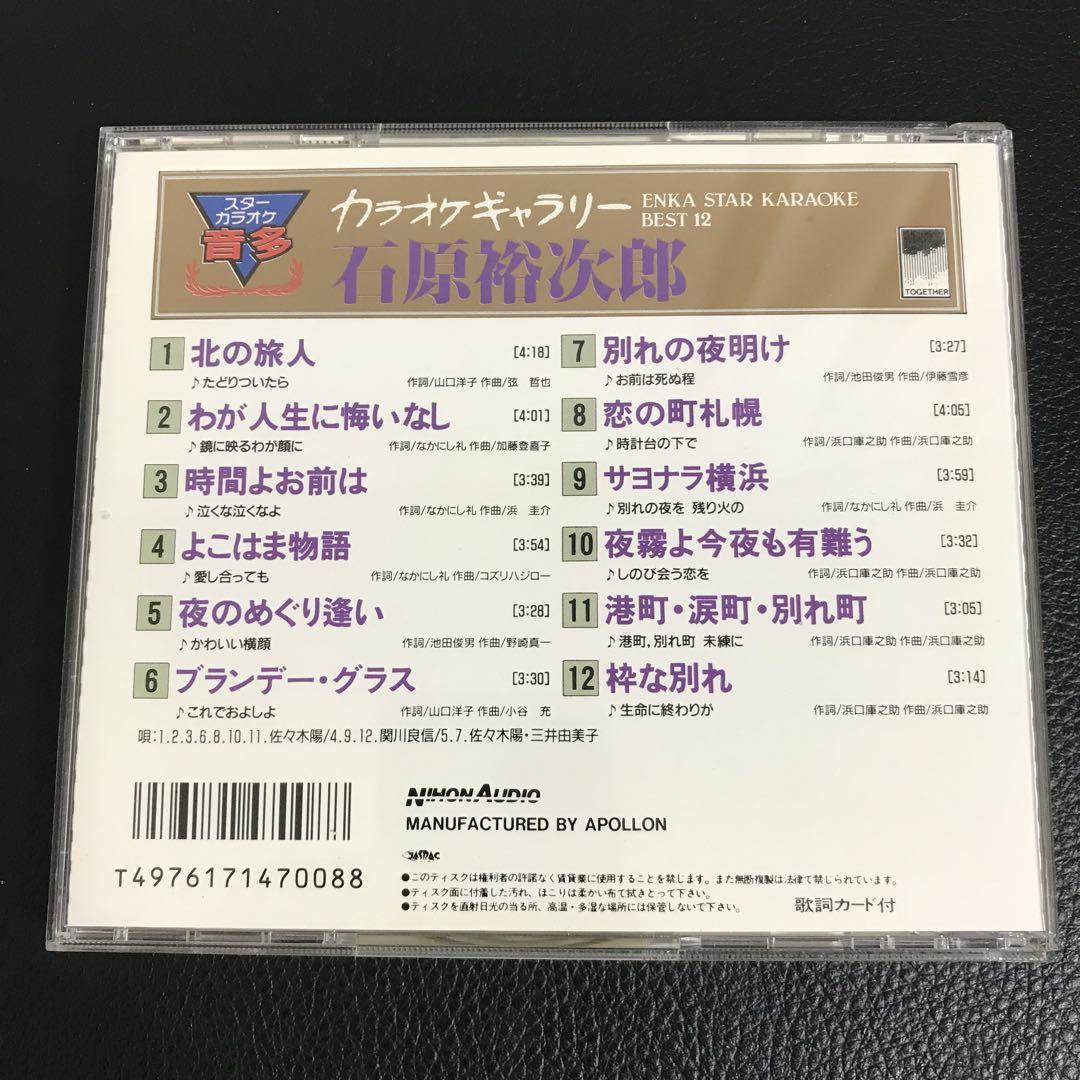 スター
カラオケ
音多
カラオケギャラリー
ENKA STAR KARAOKE
BEST 12
石原裕次郎
TOGETHER
1 北の旅人 [4:18]
♪たどりついたら 作詞/山口洋子 作曲/弦 哲也
2 わが人生に悔いなし [4:01]
♪鏡に映るわが顔に 作詞/なかにし礼 作曲/加藤登喜子
3 時間よお前は [3:39]
♪泣くな泣くなよ 作詞/なかにし礼 作曲/浜 圭介
4 よこはま物語 [3:54]
♪愛し合っても 作詞/なかにし礼 作曲/コズリハジロー
5 夜のめぐり逢い [3:28]
♪かわいい横顔 作詞/池田俊男 作曲/野崎真一
6 ブランデー・グラス [3:30]
♪これでおよしよ 作詞/山口洋子 作曲/小谷 充
7 別れの夜明け [3:27]
♪お前は死ぬ程 作詞/池田俊男 作曲/伊藤雪彦
8 恋の町札幌 [4:05]
♪時計台の下で 作詞/浜口庫之助 作曲/浜口庫之助
9 サヨナラ横浜 [3:59]
♪別れの夜を 残り火の 作詞/なかにし礼 作曲/浜 圭介
10 夜霧よ今夜も有難う [3:32]
♪しのび会う恋を 作詞/浜口庫之助 作曲/浜口庫之助
11 港町・涙町・別れ町 [3:05]
♪港町,別れ町 未練に 作詞/浜口庫之助 作曲/浜口庫之助
12 粋な別れ [3:14]
♪生命に終わりが 作詞/浜口庫之助 作曲/浜口庫之助
唄:1.2.3.6.8.10.11.佐々木陽/4.9.12.関川良信/5.7.佐々木陽・三井由美子
NIHON AUDIO
MANUFACTURED BY APOLLON
JASRAC
T4976171470088
●このディスクは権利者の許諾なく賃貸業に使用することを禁じます。また無断複製は法律で禁じられています。
●ディスク面に付着した汚れ、ほこりは柔かい布で拭きとって下さい。
●ディスクを直射日光の当る所、高温・多湿な場所には保管しないで下さい。
歌詞カード付